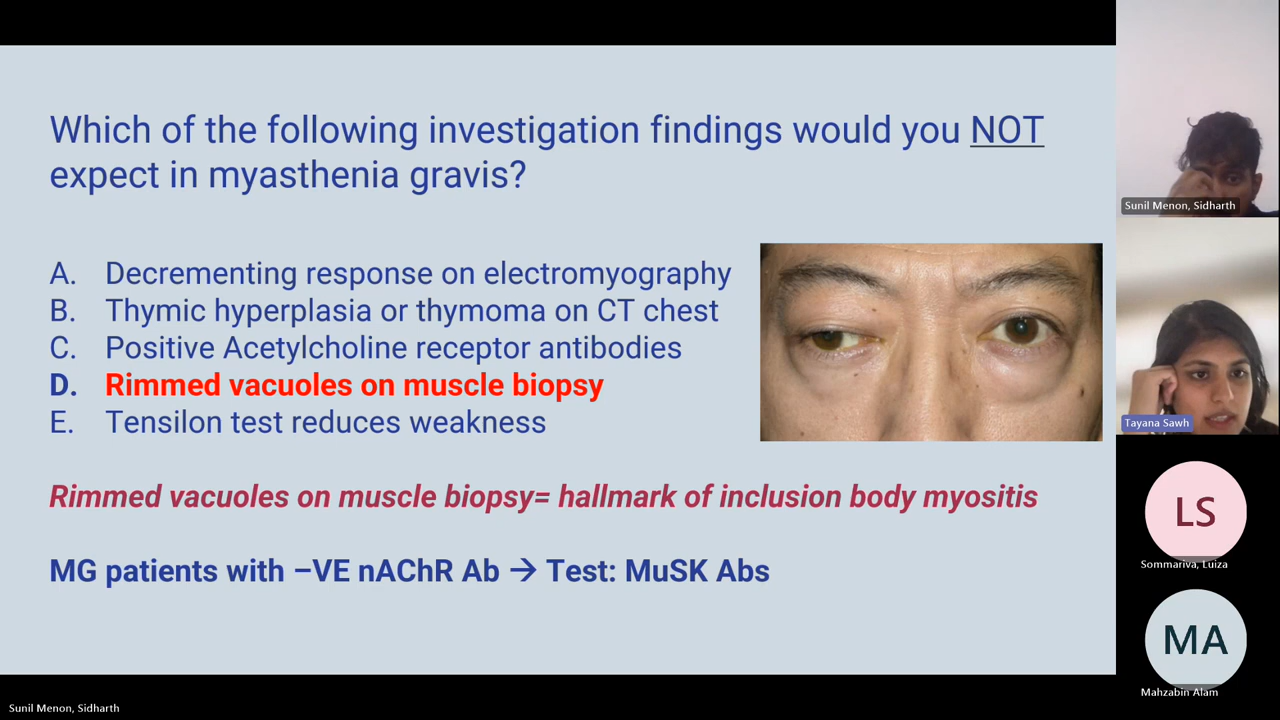 Which of the following investigation findings would you NOT
expect in myasthenia gravis?
A. Decrementing response on electromyography
B. Thymic hyperplasia or thymoma on CT chest
C. Positive Acetylcholine receptor antibodies
D. Rimmed vacuoles on muscle biopsy
E. Tensilon test reduces weakness
Rimmed vacuoles on muscle biopsy= hallmark of inclusion body myositis
MG patients with –VE nAChR Ab → Test: MuSK Abs
Sunil Menon, Sidharth
Tayana Sawh
LS
Sommariva, Luiza
MA
Mahzabin Alam
Sunil Menon, Sidharth